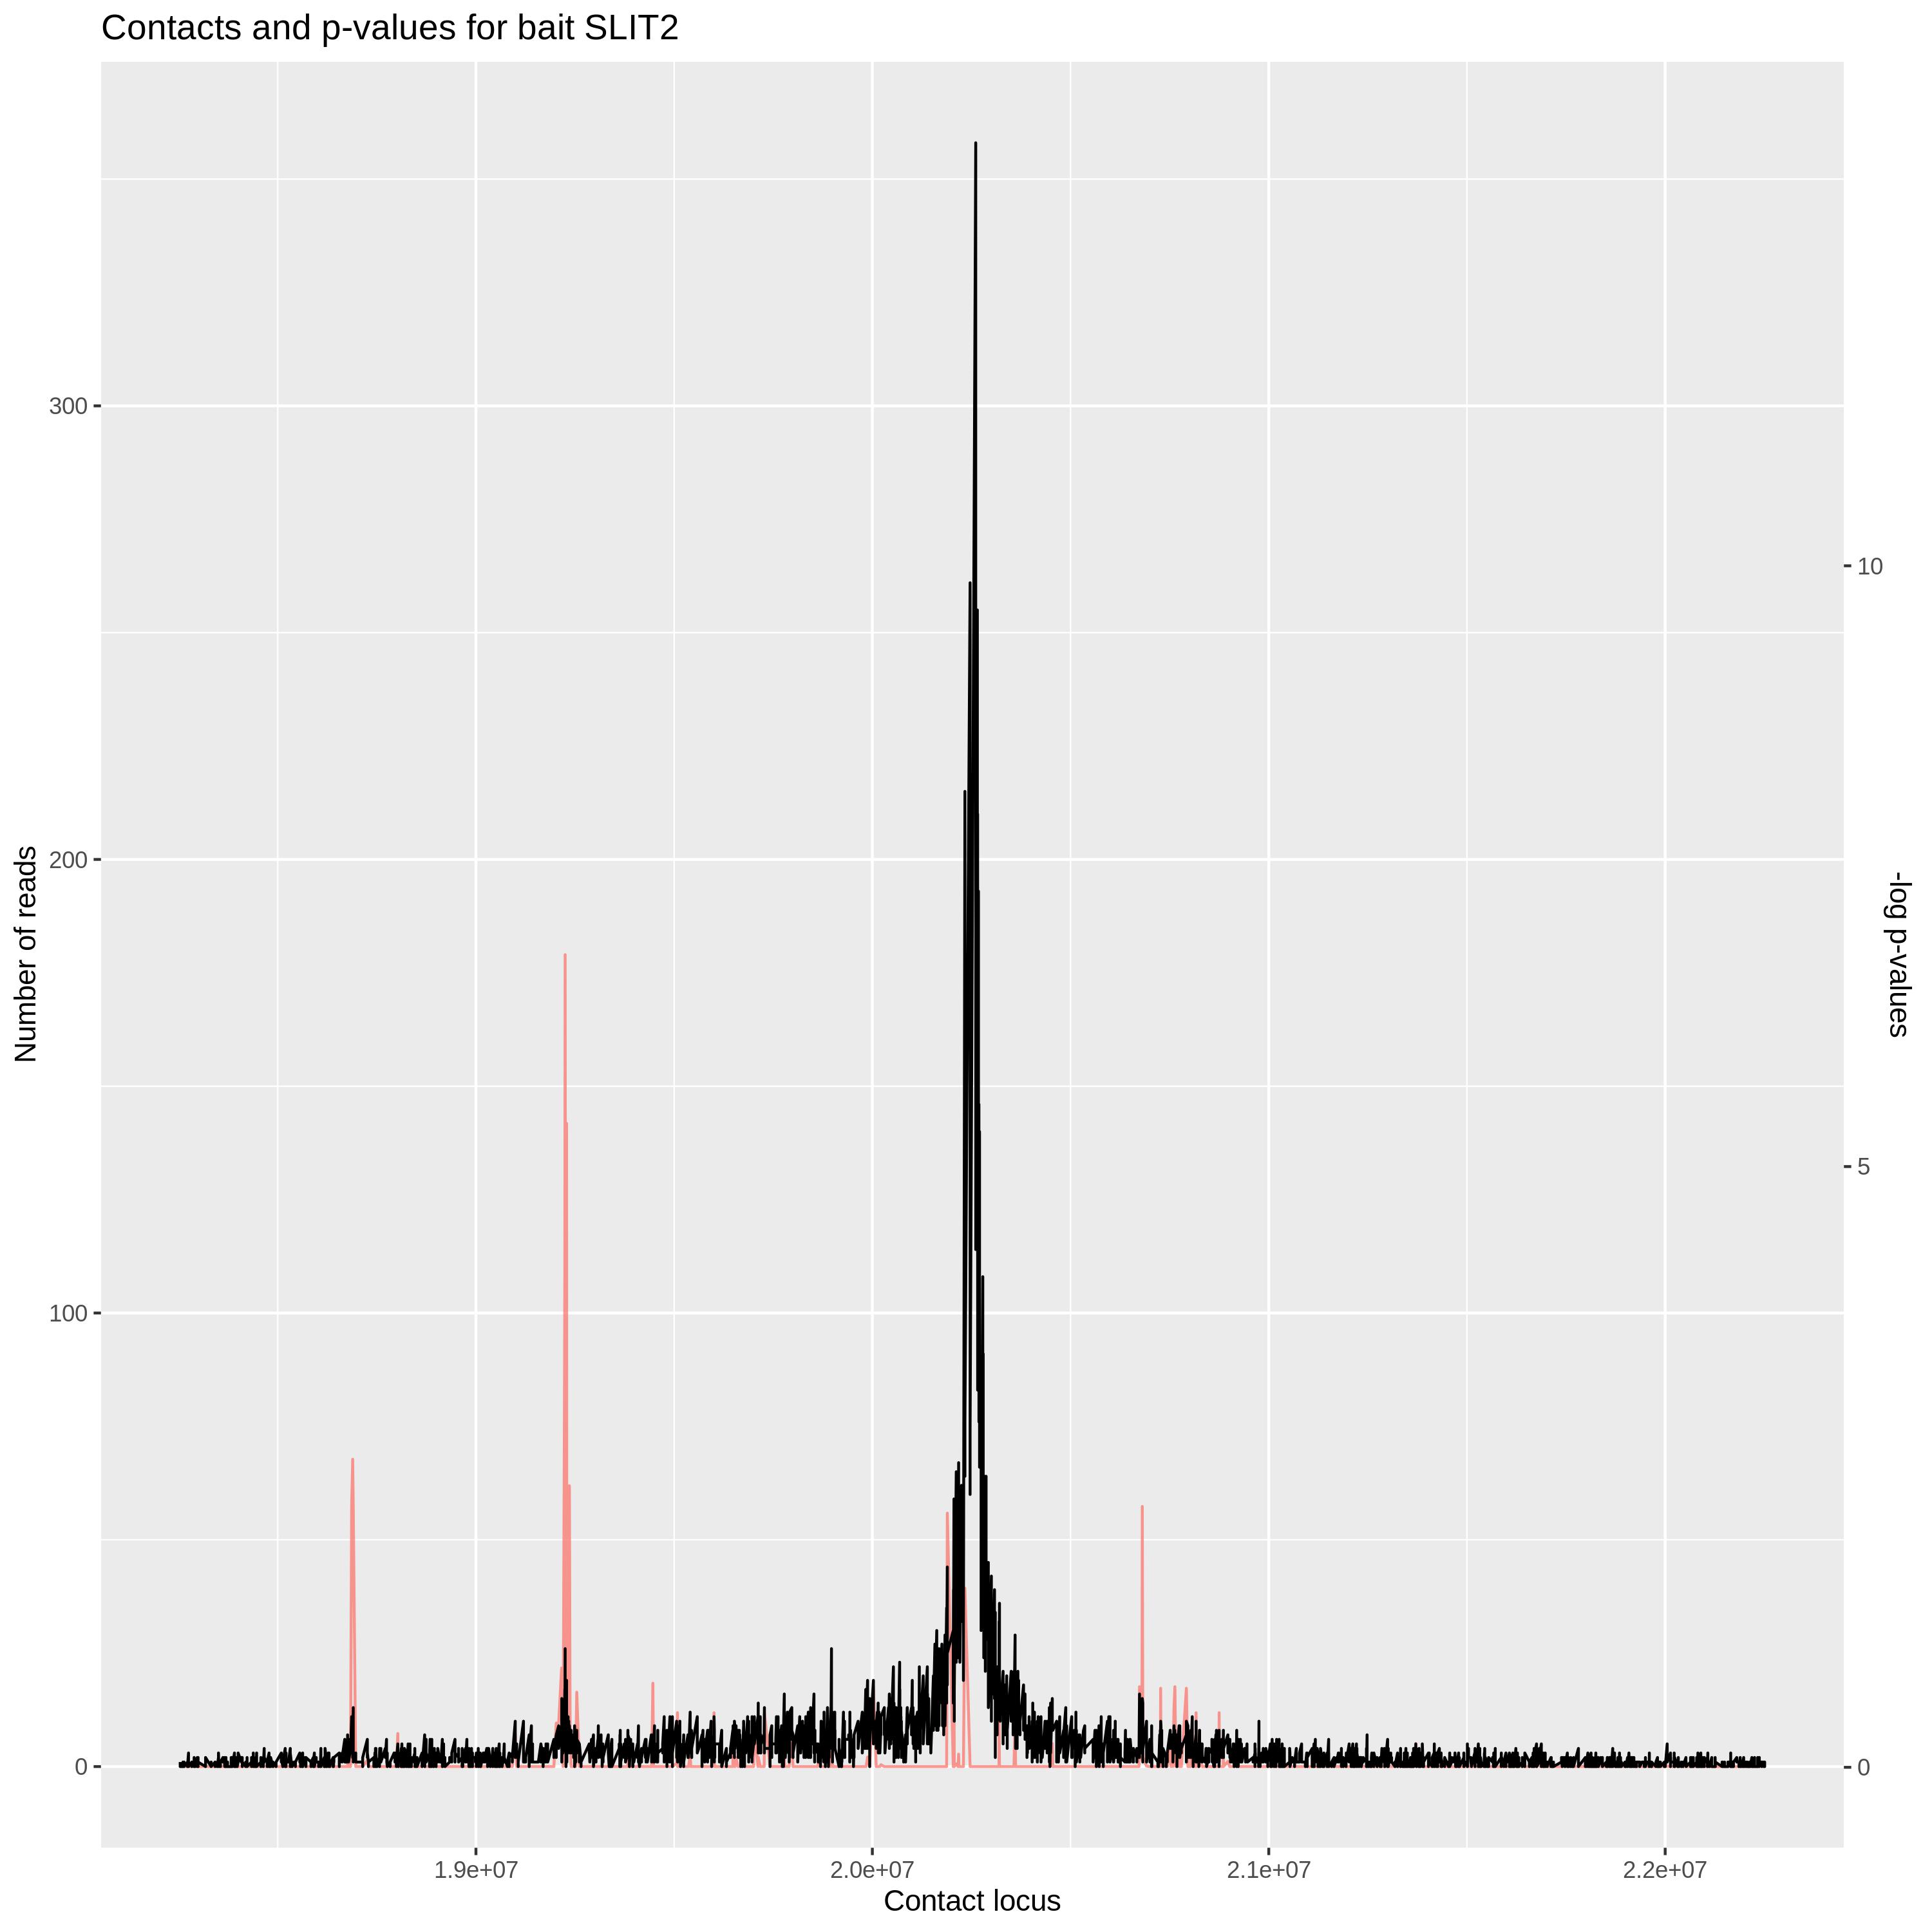 Contacts and p-values for bait SLIT2
Number of reads
300
200
100
0
10
5
0
-log p-values
1.9e+07
2.0e+07
2.1e+07
2.2e+07
Contact locus